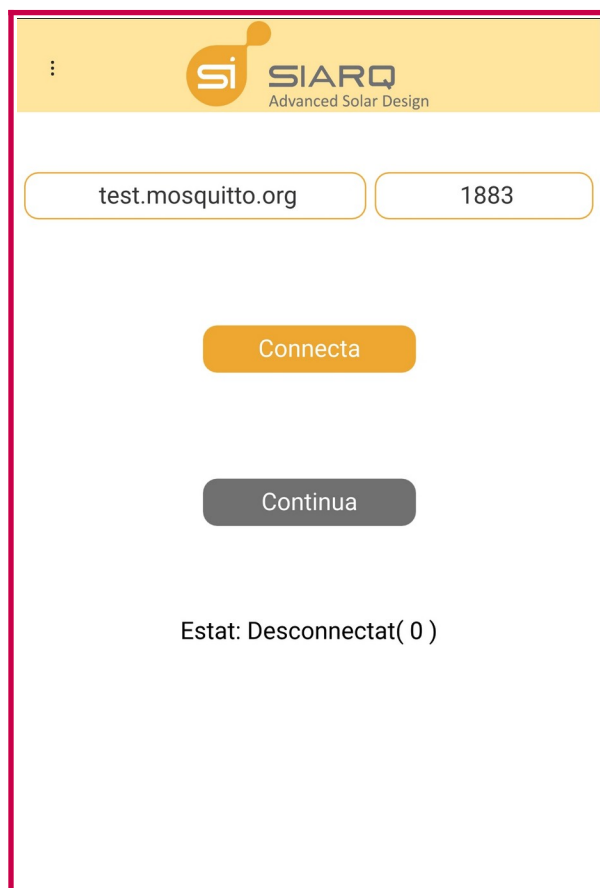 si SIARQ
Advanced Solar Design
test.mosquitto.org 1883
Connecta
Continua
Estat: Desconnectat( 0 )